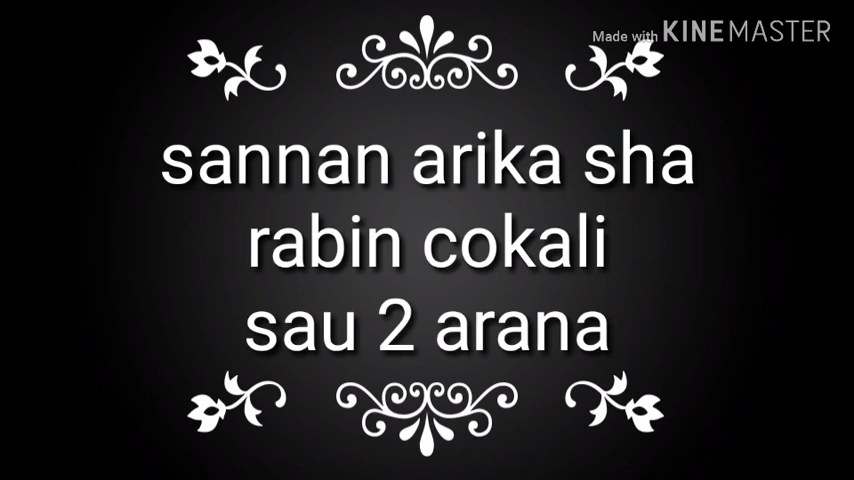 Made with KINEMASTER
sannan arika sha
rabin cokali
sau 2 arana